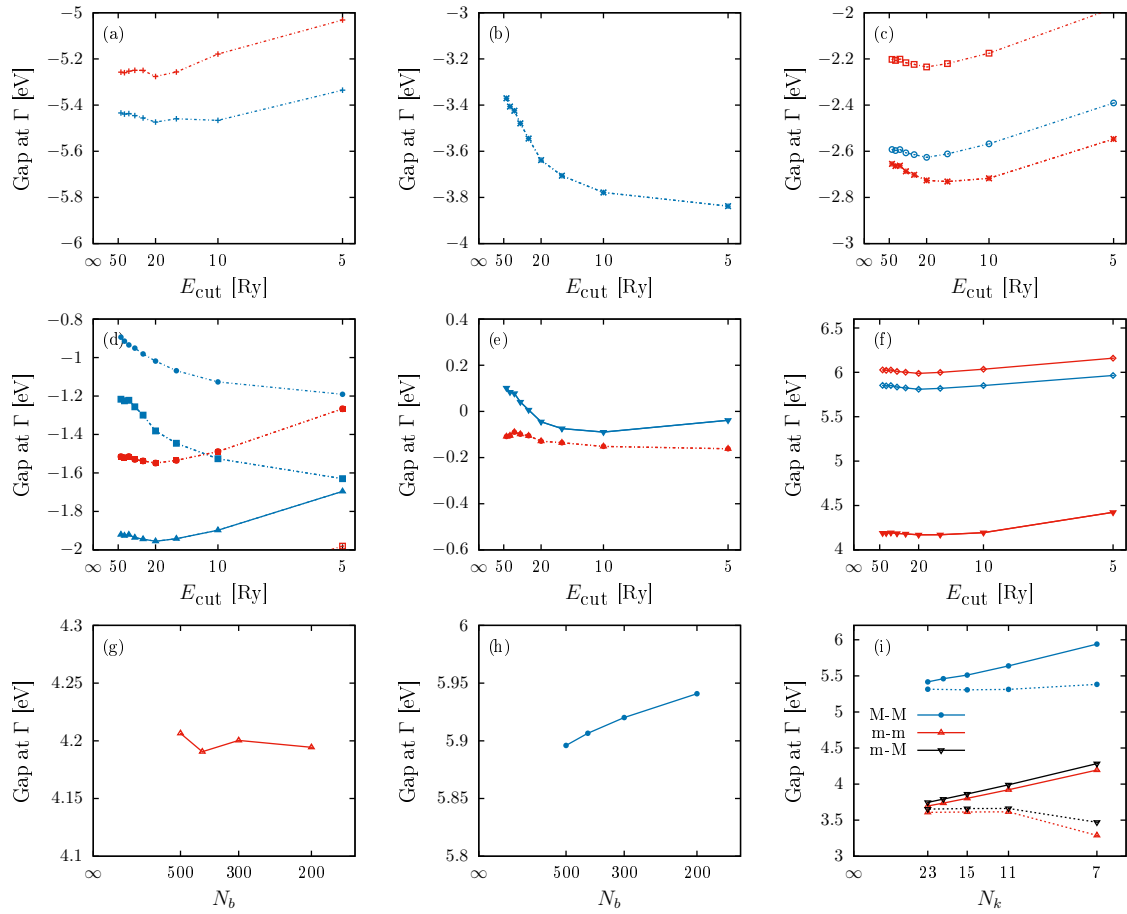 (a)
Gap at Γ [eV]
−5
−5.2
−5.4
−5.6
−5.8
−6
∞ 50 20 10 5
E_cut [Ry]
(b)
Gap at Γ [eV]
−3
−3.2
−3.4
−3.6
−3.8
−4
∞ 50 20 10 5
E_cut [Ry]
(c)
Gap at Γ [eV]
−2
−2.2
−2.4
−2.6
−2.8
−3
∞ 50 20 10 5
E_cut [Ry]
(d)
Gap at Γ [eV]
−0.8
−1
−1.2
−1.4
−1.6
−1.8
−2
∞ 50 20 10 5
E_cut [Ry]
(e)
Gap at Γ [eV]
0.4
0.2
0
−0.2
−0.4
−0.6
∞ 50 20 10 5
E_cut [Ry]
(f)
Gap at Γ [eV]
6.5
6
5.5
5
4.5
4
∞ 50 20 10 5
E_cut [Ry]
(g)
Gap at Γ [eV]
4.3
4.25
4.2
4.15
4.1
∞ 500 300 200
N_b
(h)
Gap at Γ [eV]
6
5.95
5.9
5.85
5.8
∞ 500 300 200
N_b
(i)
Gap at Γ [eV]
6
5.5
5
4.5
4
3.5
3
M-M
m-m
m-M
∞ 23 15 11 7
N_k